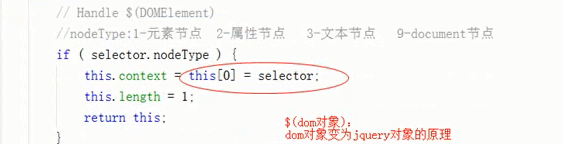 // Handle $(DOMElement)
//nodeType:1-元素节点 2-属性节点 3-文本节点 9-document节点
if ( selector.nodeType ) {
this.context = this[0] = selector;
this.length = 1;
return this;
}
$(dom对象):
dom对象变为jquery对象的原理